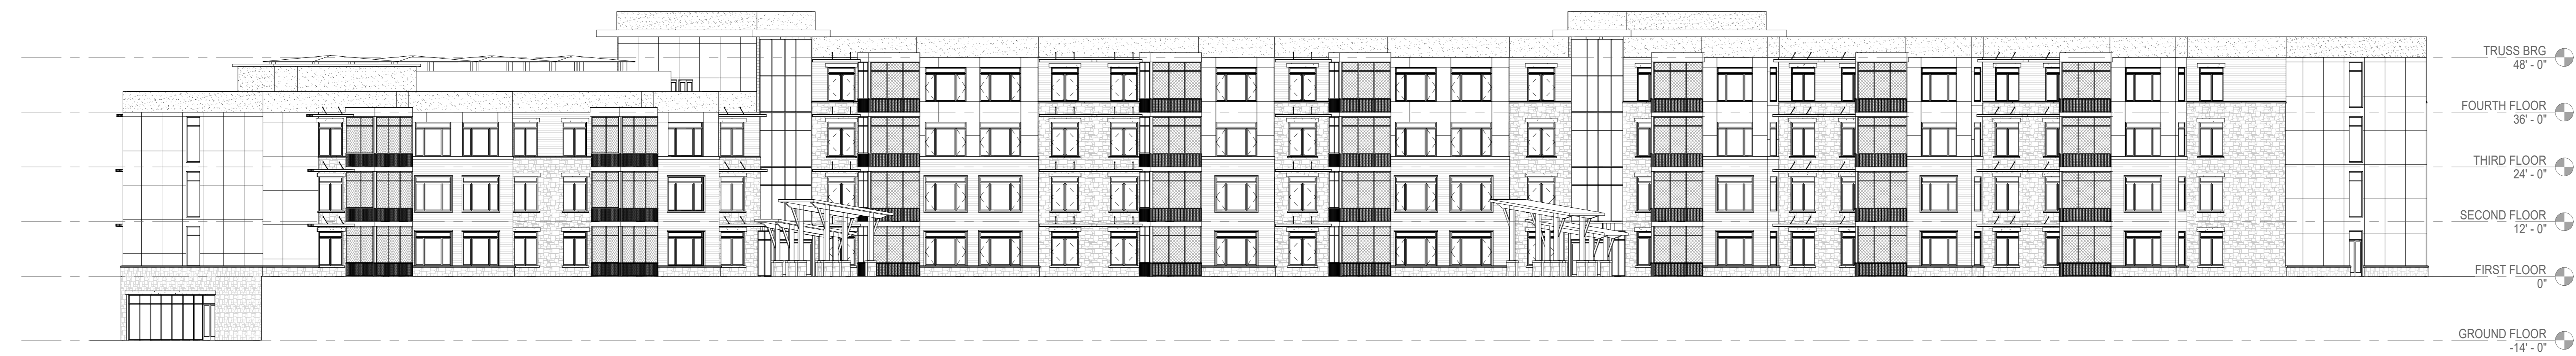 TRUSS BRG
48' - 0"
FOURTH FLOOR
36' - 0"
THIRD FLOOR
24' - 0"
SECOND FLOOR
12' - 0"
FIRST FLOOR
0"
GROUND FLOOR
-14' - 0"